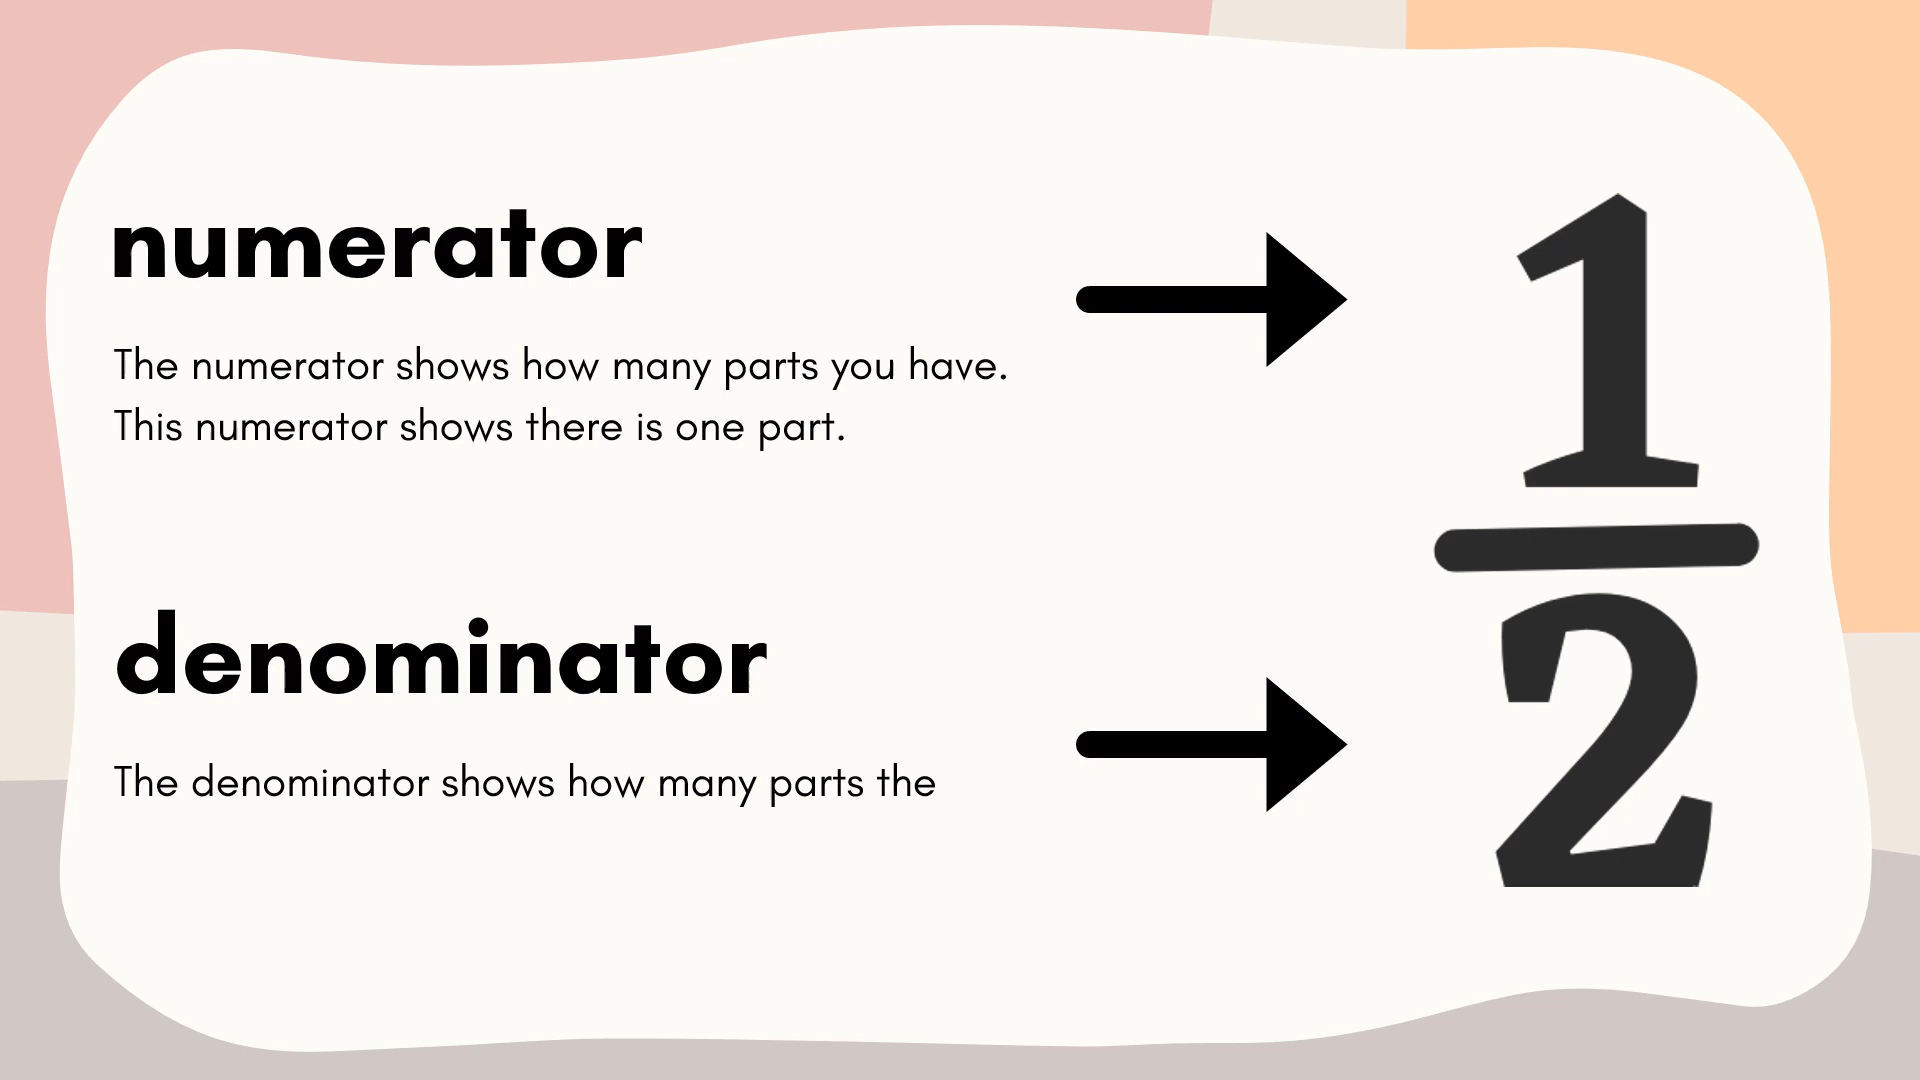 numerator
The numerator shows how many parts you have.
This numerator shows there is one part.
1
2
denominator
The denominator shows how many parts the